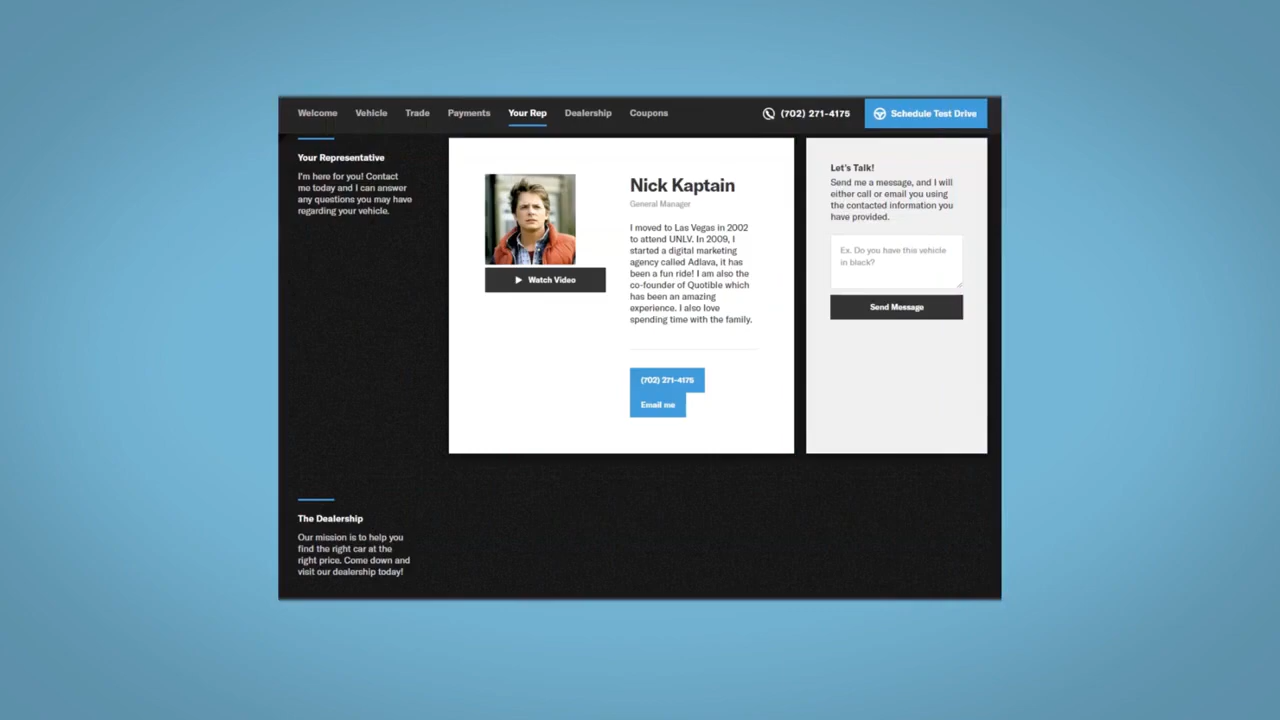 Welcome
Vehicle
Trade
Payments
Your Rep
Dealership
Coupons
(702) 271-4175
Schedule Test Drive
Your Representative
I'm here for you! Contact
me today and I can answer
any questions you may have
regarding your vehicle.
Watch Video
Nick Kaptain
General Manager
I moved to Las Vegas in 2002
to attend UNLV. In 2009, I
started a digital marketing
agency called Adlava, it has
been a fun ride! I am also the
co-founder of Quotible which
has been an amazing
experience. I also love
spending time with the family.
(702) 271-4175
Email me
Let's Talk!
Send me a message, and I will
either call or email you using
the contacted information you
have provided.
Ex. Do you have this vehicle
in black?
Send Message
The Dealership
Our mission is to help you
find the right car at the
right price. Come down and
visit our dealership today!